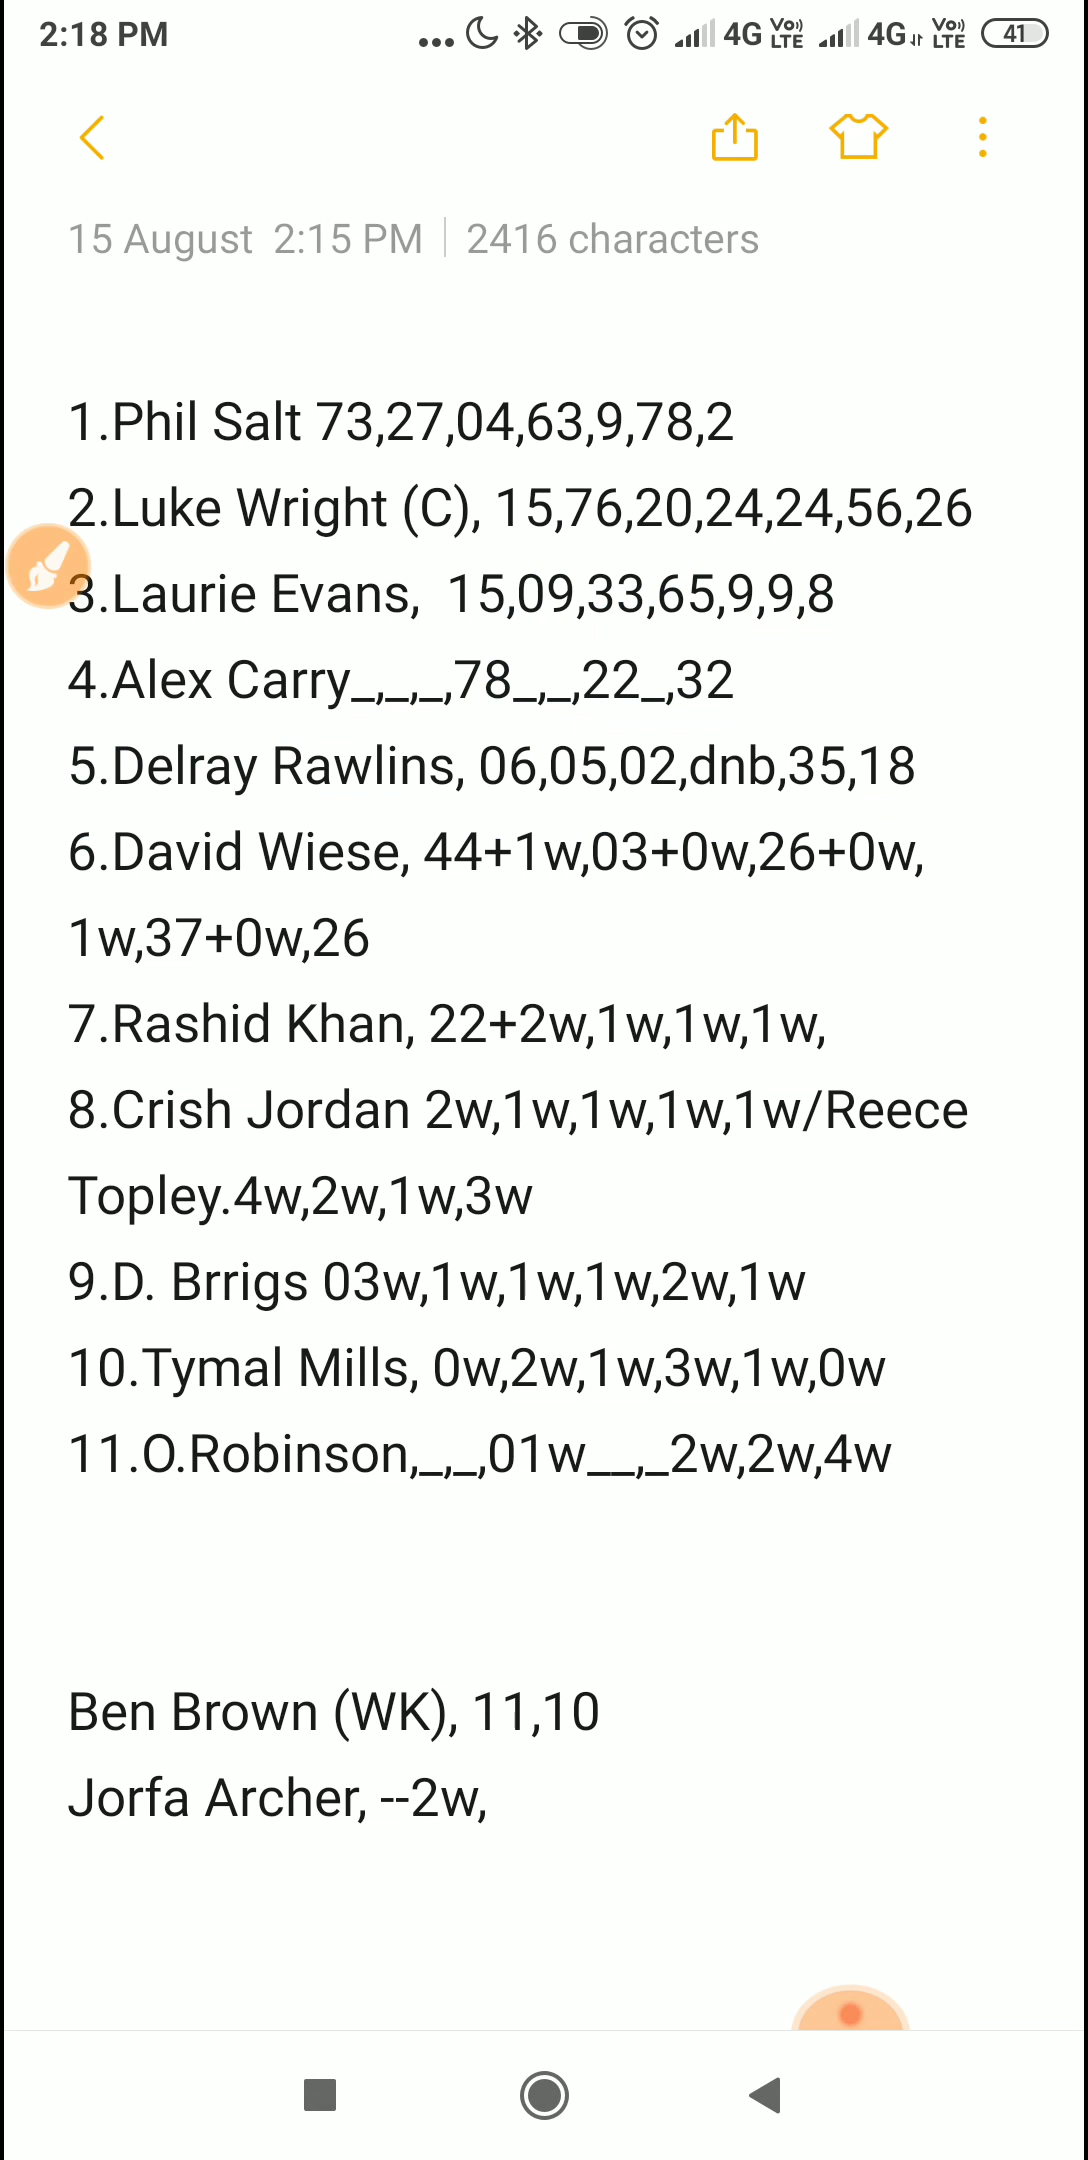 2:18 PM ... 4G Vo)) LTE 4G Vo)) LTE 41
15 August 2:15 PM | 2416 characters
1.Phil Salt 73,27,04,63,9,78,2
2.Luke Wright (C), 15,76,20,24,24,56,26
3.Laurie Evans,  15,09,33,65,9,9,8
4.Alex Carry_,_,_,78_,_,22_,32
5.Delray Rawlins, 06,05,02,dnb,35,18
6.David Wiese, 44+1w,03+0w,26+0w,
1w,37+0w,26
7.Rashid Khan, 22+2w,1w,1w,1w,
8.Crish Jordan 2w,1w,1w,1w,1w/Reece
Topley.4w,2w,1w,3w
9.D. Brrigs 03w,1w,1w,1w,2w,1w
10.Tymal Mills, 0w,2w,1w,3w,1w,0w
11.O.Robinson,_,_,01w__,_2w,2w,4w
Ben Brown (WK), 11,10
Jorfa Archer, --2w,